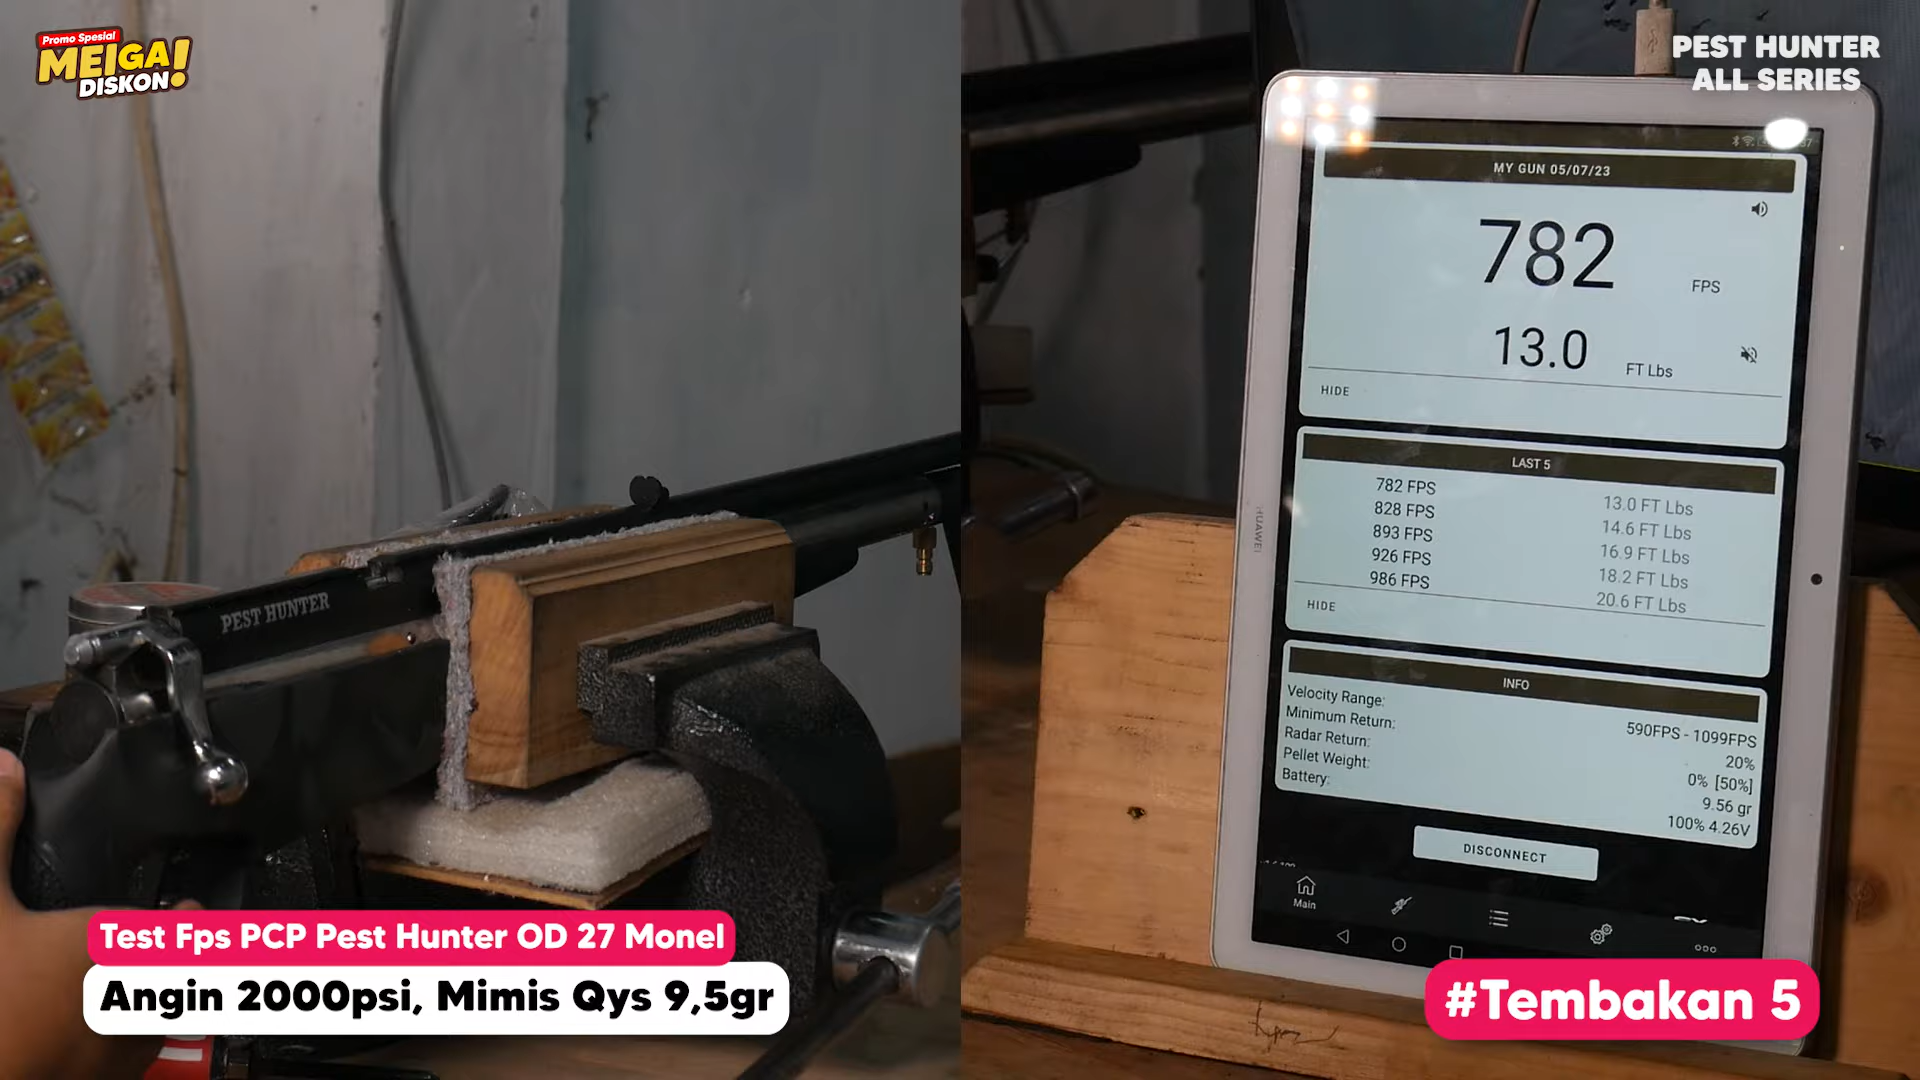 Promo Spesial
MEIGA!
DISKON
PEST HUNTER
ALL SERIES
PEST HUNTER
HUAWEI
MY GUN 05/07/23
782
FPS
13.0
FT Lbs
HIDE
LAST 5
782 FPS 13.0 FT Lbs
828 FPS 14.6 FT Lbs
893 FPS 16.9 FT Lbs
926 FPS 18.2 FT Lbs
986 FPS 20.6 FT Lbs
HIDE
INFO
Velocity Range: 590FPS - 1099FPS
Minimum Return: 20%
Radar Return: 0% [50%]
Pellet Weight: 9.56 gr
Battery: 100% 4.26V
DISCONNECT
Main
Test Fps PCP Pest Hunter OD 27 Monel
Angin 2000psi, Mimis Qys 9,5gr
#Tembakan 5